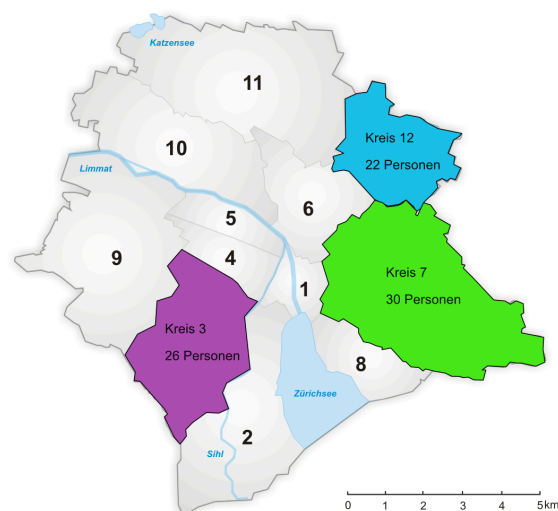 Katzensee
11
Kreis 12
22 Personen
10
Limmat
6
5
9
4
Kreis 7
30 Personen
1
Kreis 3
26 Personen
8
Zürichsee
2
Sihl
0 1 2 3 4 5km